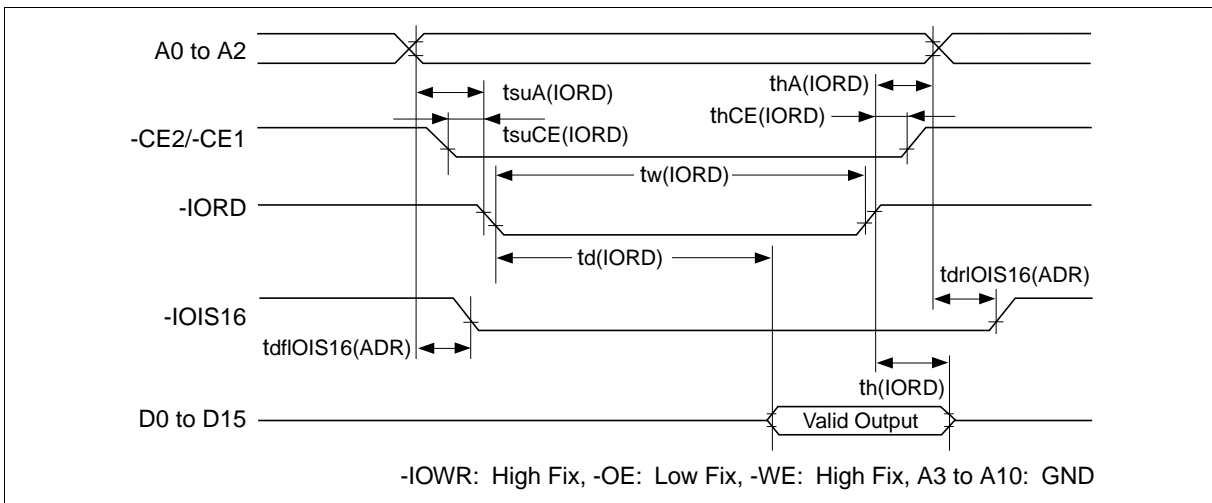 A0 to A2
tsuA(IORD)
thA(IORD)
-CE2/-CE1
tsuCE(IORD)
thCE(IORD)
tw(IORD)
-IORD
td(IORD)
tdrIOIS16(ADR)
-IOIS16
tdfIOIS16(ADR)
th(IORD)
D0 to D15
Valid Output
-IOWR: High Fix, -OE: Low Fix, -WE: High Fix, A3 to A10: GND